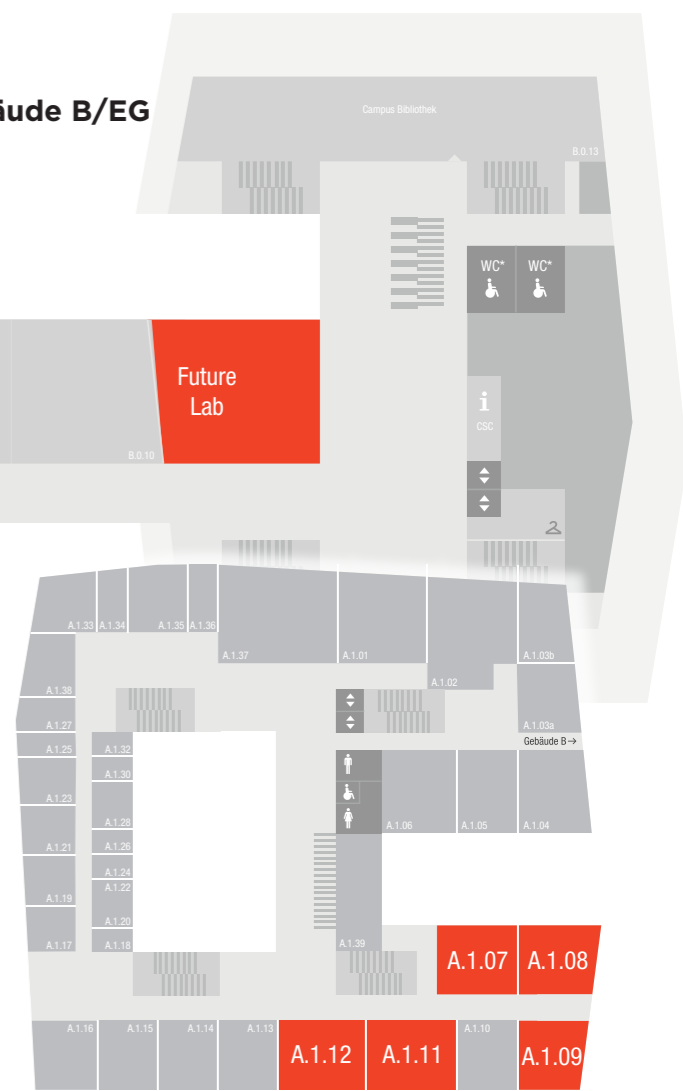 äude B/EG
Campus Bibliothek
B.0.13
WC* WC*
Future
Lab
i
CSC
B.0.10
A.1.33 A.1.34 A.1.35 A.1.36
A.1.37 A.1.01 A.1.03b
A.1.02
A.1.38
A.1.27 A.1.03a
Gebäude B→
A.1.25 A.1.32
A.1.30
A.1.23
A.1.28 A.1.06 A.1.05 A.1.04
A.1.21 A.1.26
A.1.24
A.1.22
A.1.19
A.1.20
A.1.17 A.1.18 A.1.39
A.1.07 A.1.08
A.1.16 A.1.15 A.1.14 A.1.13 A.1.10
A.1.12 A.1.11 A.1.09